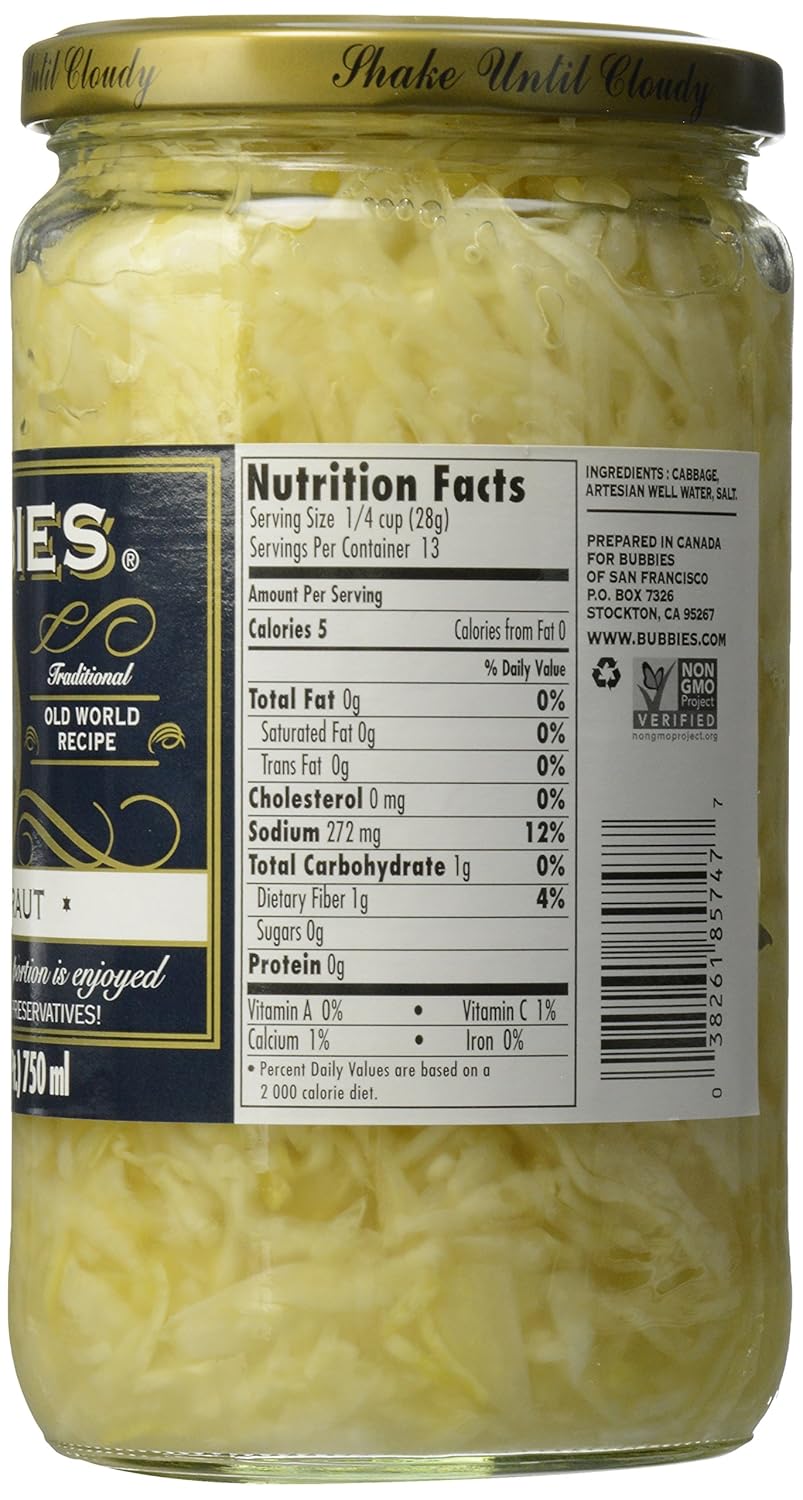 Until Cloudy
Shake Until Cloudy
IES®
Traditional
OLD WORLD
RECIPE
RAUT
portion is enjoyed
PRESERVATIVES!
750 ml
Nutrition Facts
Serving Size 1/4 cup (28g)
Servings Per Container 13
Amount Per Serving
Calories 5 Calories from Fat 0
% Daily Value
Total Fat 0g 0%
Saturated Fat 0g 0%
Trans Fat 0g 0%
Cholesterol 0 mg 0%
Sodium 272 mg 12%
Total Carbohydrate 1g 0%
Dietary Fiber 1g 4%
Sugars 0g
Protein 0g
Vitamin A 0% • Vitamin C 1%
Calcium 1% • Iron 0%
• Percent Daily Values are based on a
2 000 calorie diet.
INGREDIENTS : CABBAGE,
ARTESIAN WELL WATER, SALT.
PREPARED IN CANADA
FOR BUBBIES
OF SAN FRANCISCO
P.O. BOX 7326
STOCKTON, CA 95267
WWW.BUBBIES.COM
NON
GMO
Project
VERIFIED
nongmoproject.org
0 38261 85747 7